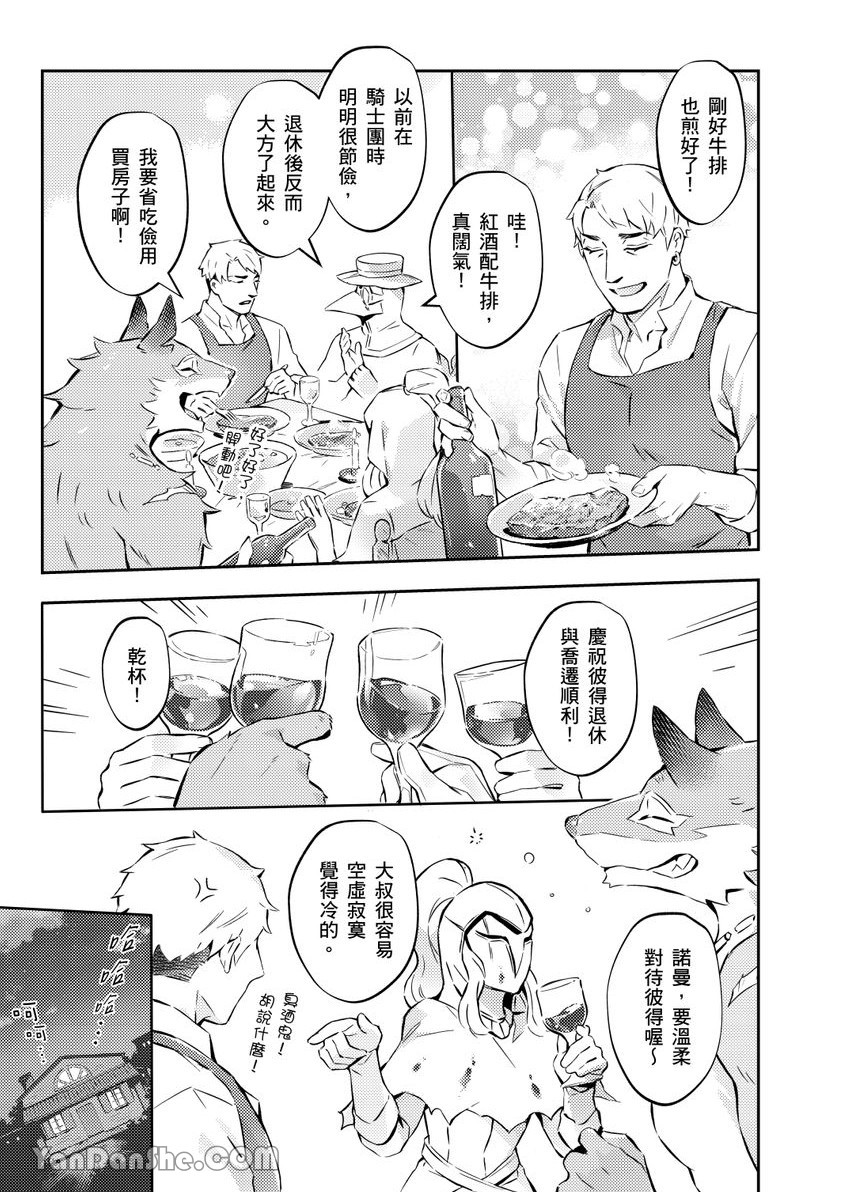 剛好牛排
也煎好了！
哇！
紅酒配牛排，
真闊氣！
以前在
騎士團時
明明很節儉，
退休後反而
大方了起來。
我要省吃儉用
買房子啊！
好了好了
開動吧！
慶祝彼得退休
與喬遷順利！
乾杯！
諾曼，要溫柔
對待彼得喔～
大叔很容易
空虛寂寞
覺得冷的。
臭酒鬼！
胡說什麼！
哈哈…
呵呵…
YanDanShe.com